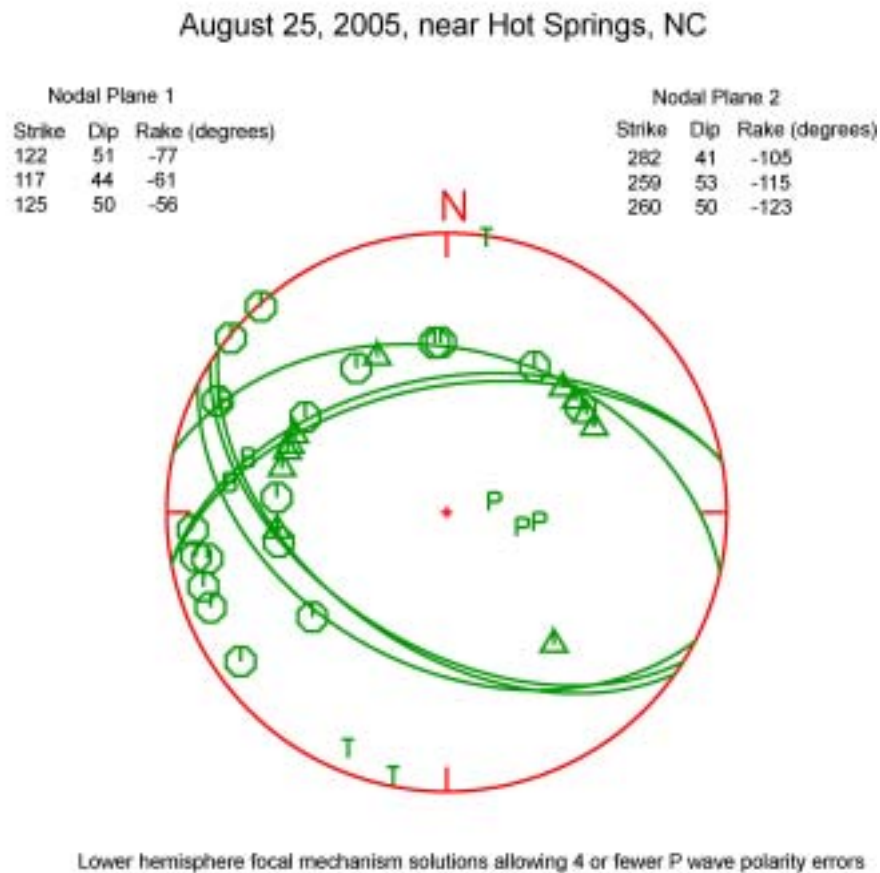 August 25, 2005, near Hot Springs, NC
Nodal Plane 1
Strike Dip Rake (degrees)
122 51 -77
117 44 -61
125 50 -56
Nodal Plane 2
Strike Dip Rake (degrees)
282 41 -105
259 53 -115
260 50 -123
N
T
B
B
P
P P
T
T
Lower hemisphere focal mechanism solutions allowing 4 or fewer P wave polarity errors